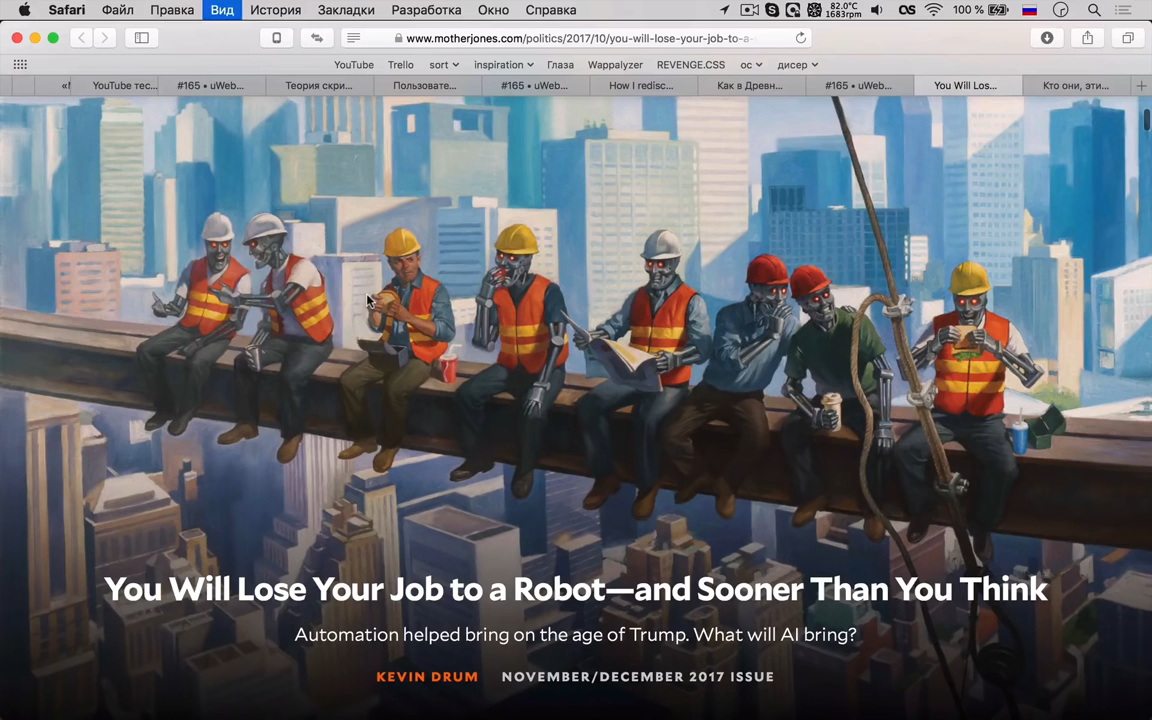 Safari Файл Правка Вид История Закладки Разработка Окно Справка 82.0°C 1683rpm 100 %
www.motherjones.com/politics/2017/10/you-will-lose-your-job-to-a-
YouTube Trello sort inspiration Глаза Wappalyzer REVENGE.CSS ос дисер
YouTube тес... #165 • uWeb... Теория скри... Пользовате... #165 • uWeb... How I redisc... Как в Древн... #165 • uWeb... You Will Los... Кто они, эти...
You Will Lose Your Job to a Robot—and Sooner Than You Think
Automation helped bring on the age of Trump. What will AI bring?
KEVIN DRUM NOVEMBER/DECEMBER 2017 ISSUE